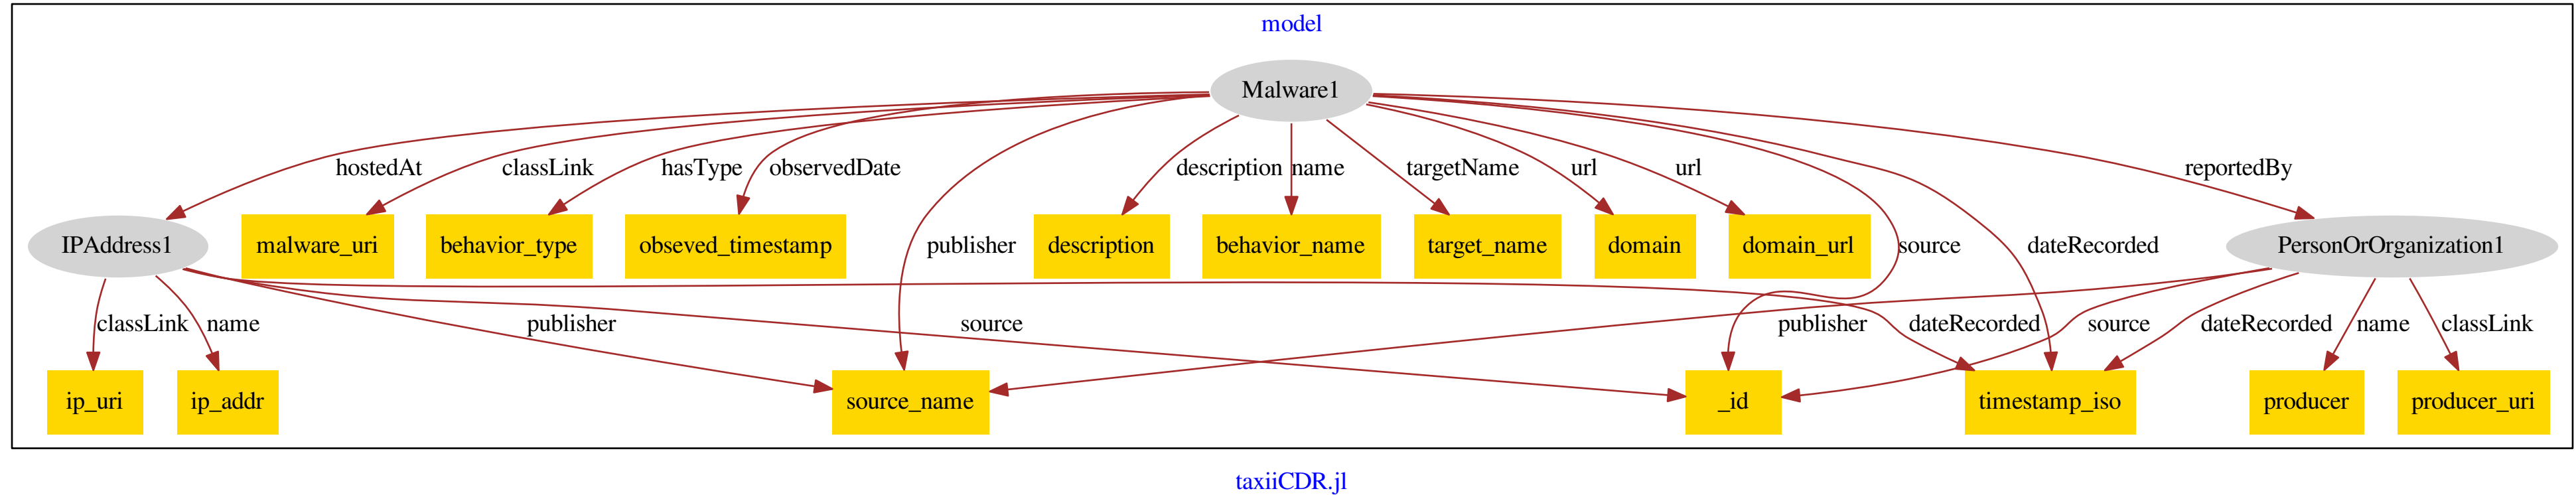 model
Malware1
hostedAt
classLink
hasType
observedDate
description
name
targetName
url
url
reportedBy
IPAddress1
malware_uri
behavior_type
obseved_timestamp
publisher
description
behavior_name
target_name
domain
domain_url
source
dateRecorded
PersonOrOrganization1
classLink
name
publisher
source
publisher
dateRecorded
source
dateRecorded
name
classLink
ip_uri
ip_addr
source_name
_id
timestamp_iso
producer
producer_uri
taxiiCDR.jl